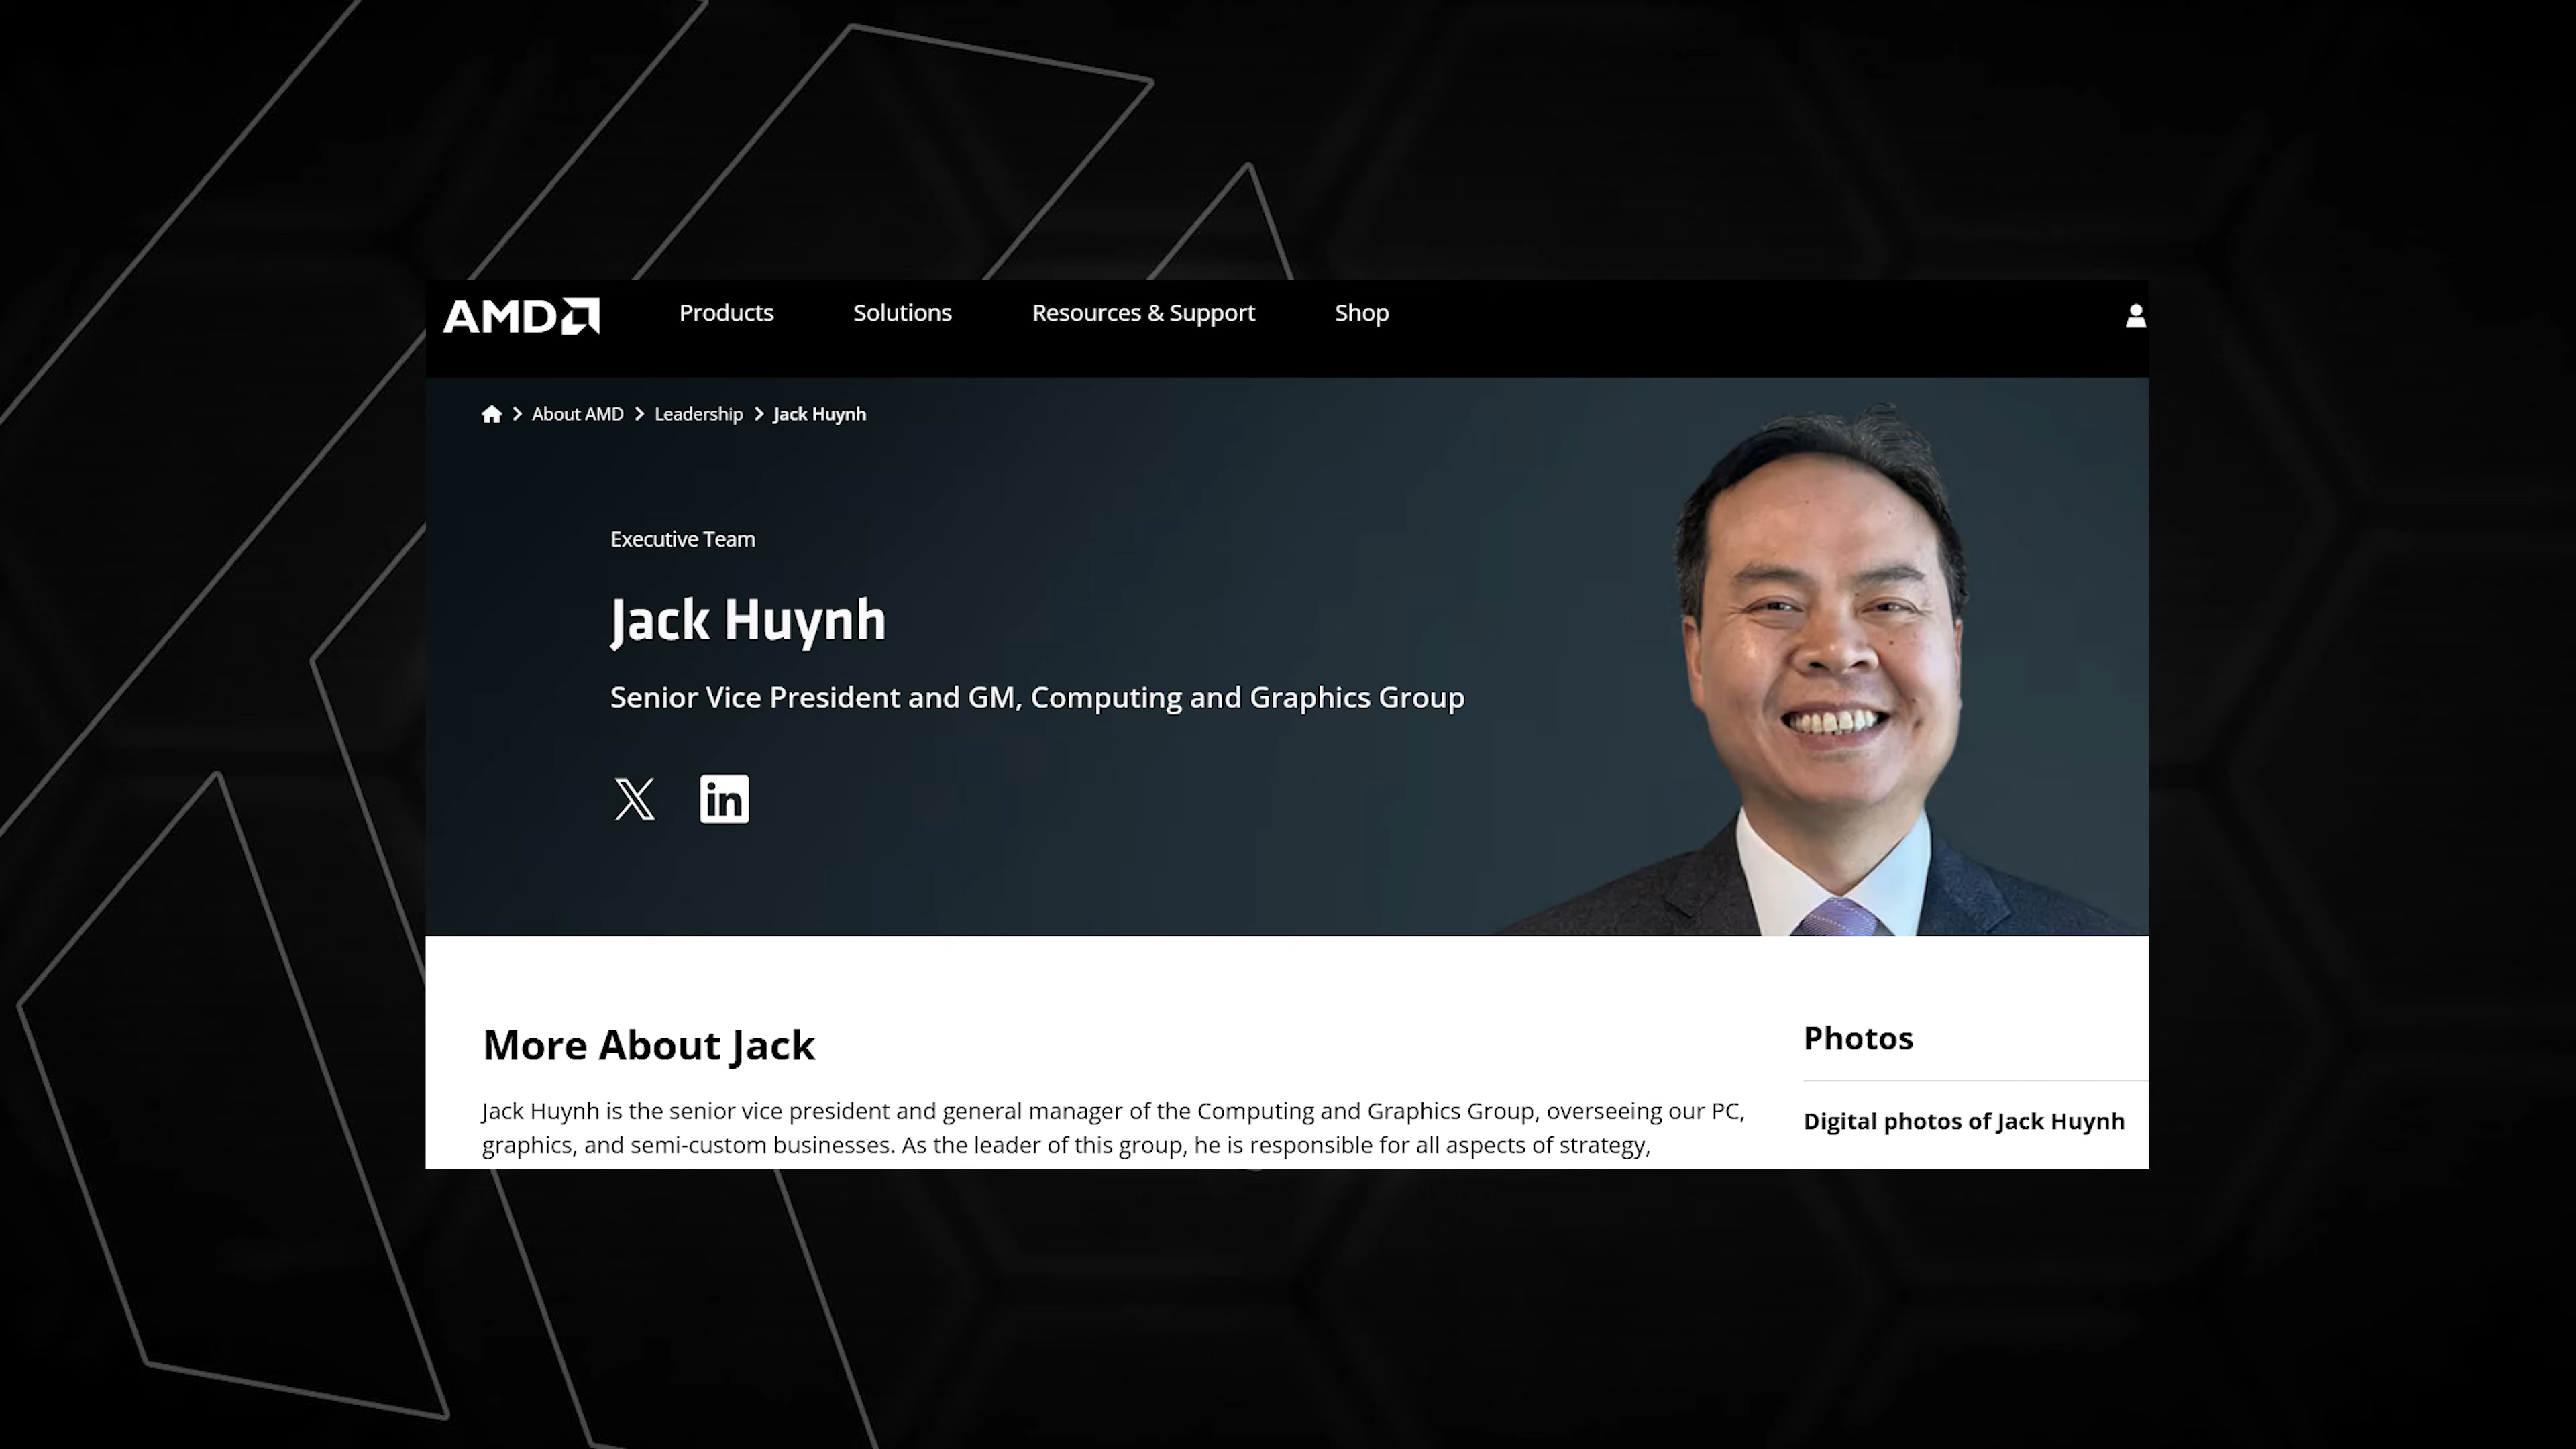 AMD
Products Solutions Resources & Support Shop
About AMD > Leadership > Jack Huynh
Executive Team
Jack Huynh
Senior Vice President and GM, Computing and Graphics Group
X in
More About Jack
Jack Huynh is the senior vice president and general manager of the Computing and Graphics Group, overseeing our PC,
graphics, and semi-custom businesses. As the leader of this group, he is responsible for all aspects of strategy,
Photos
Digital photos of Jack Huynh